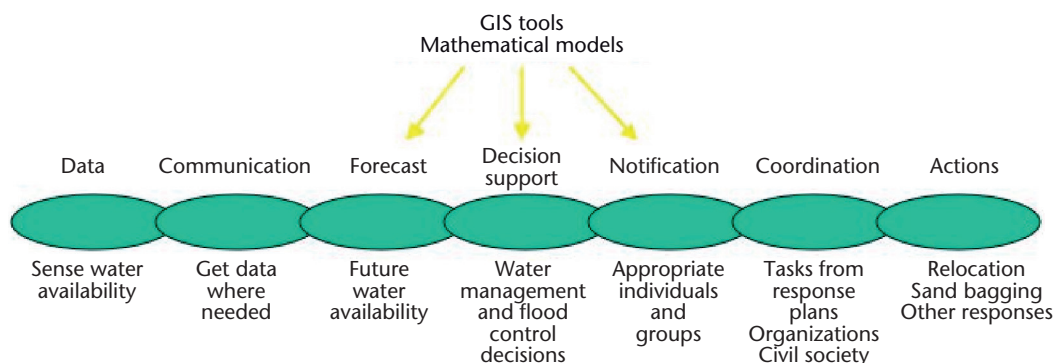 GIS tools
Mathematical models
Data
Communication
Forecast
Decision
support
Notification
Coordination
Actions
Sense water
availability
Get data
where
needed
Future
water
availability
Water
management
and flood
control
decisions
Appropriate
individuals
and
groups
Tasks from
response
plans
Organizations
Civil society
Relocation
Sand bagging
Other responses